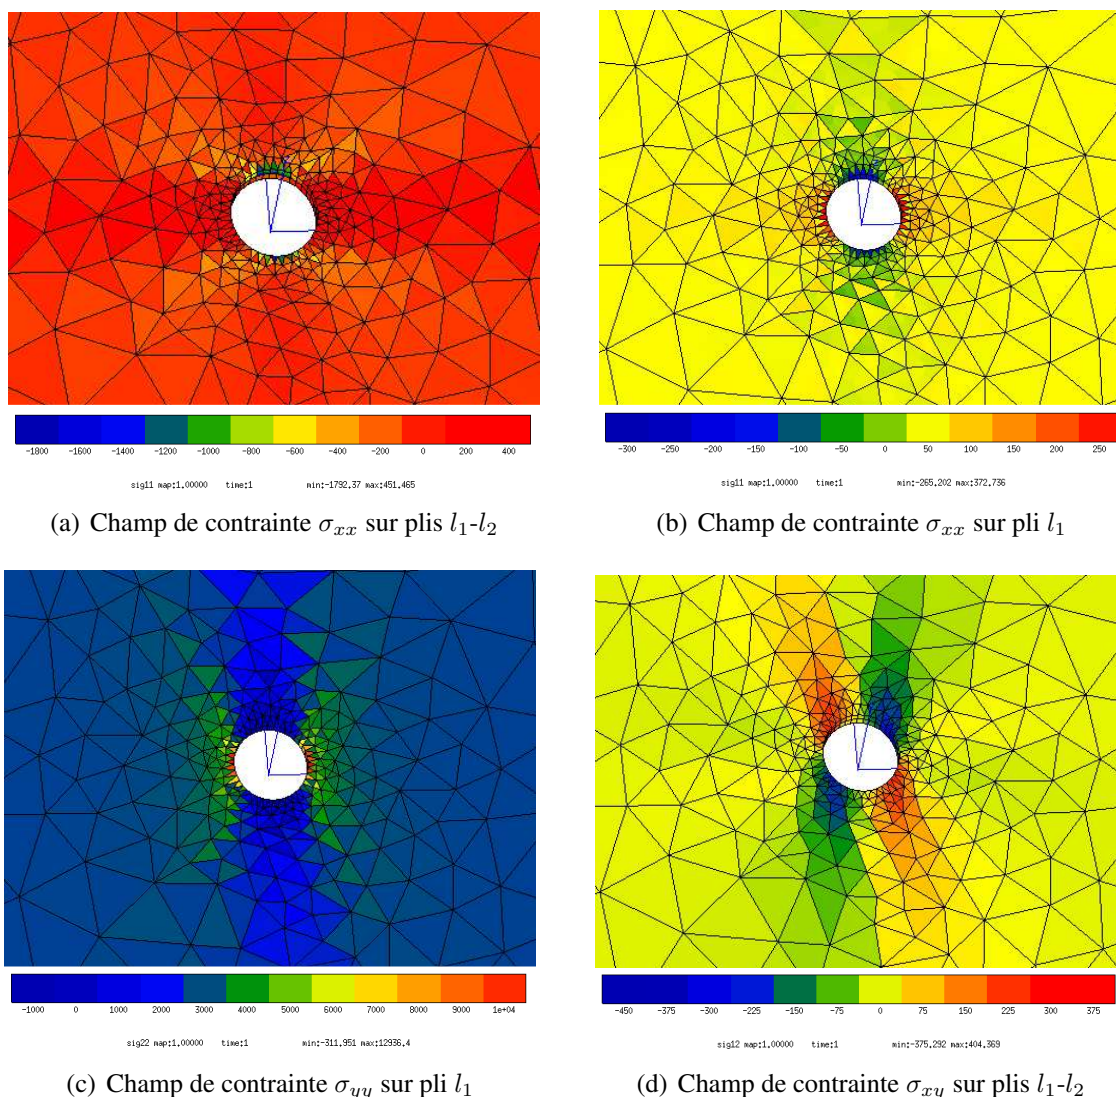 -1800 -1600 -1400 -1200 -1000 -800 -600 -400 -200 0 200 400
sig11 map:1.00000 time:1 min:-1792.37 max:451.465
(a) Champ de contrainte σxx sur plis l1-l2
-300 -250 -200 -150 -100 -50 0 50 100 150 200 250
sig11 map:1.00000 time:1 min:-265.202 max:372.736
(b) Champ de contrainte σxx sur pli l1
-1000 0 1000 2000 3000 4000 5000 6000 7000 8000 9000 1e+04
sig22 map:1.00000 time:1 min:-311.951 max:12936.4
(c) Champ de contrainte σyy sur pli l1
-450 -375 -300 -225 -150 -75 0 75 150 225 300 375
sig12 map:1.00000 time:1 min:-375.292 max:404.369
(d) Champ de contrainte σxy sur plis l1-l2